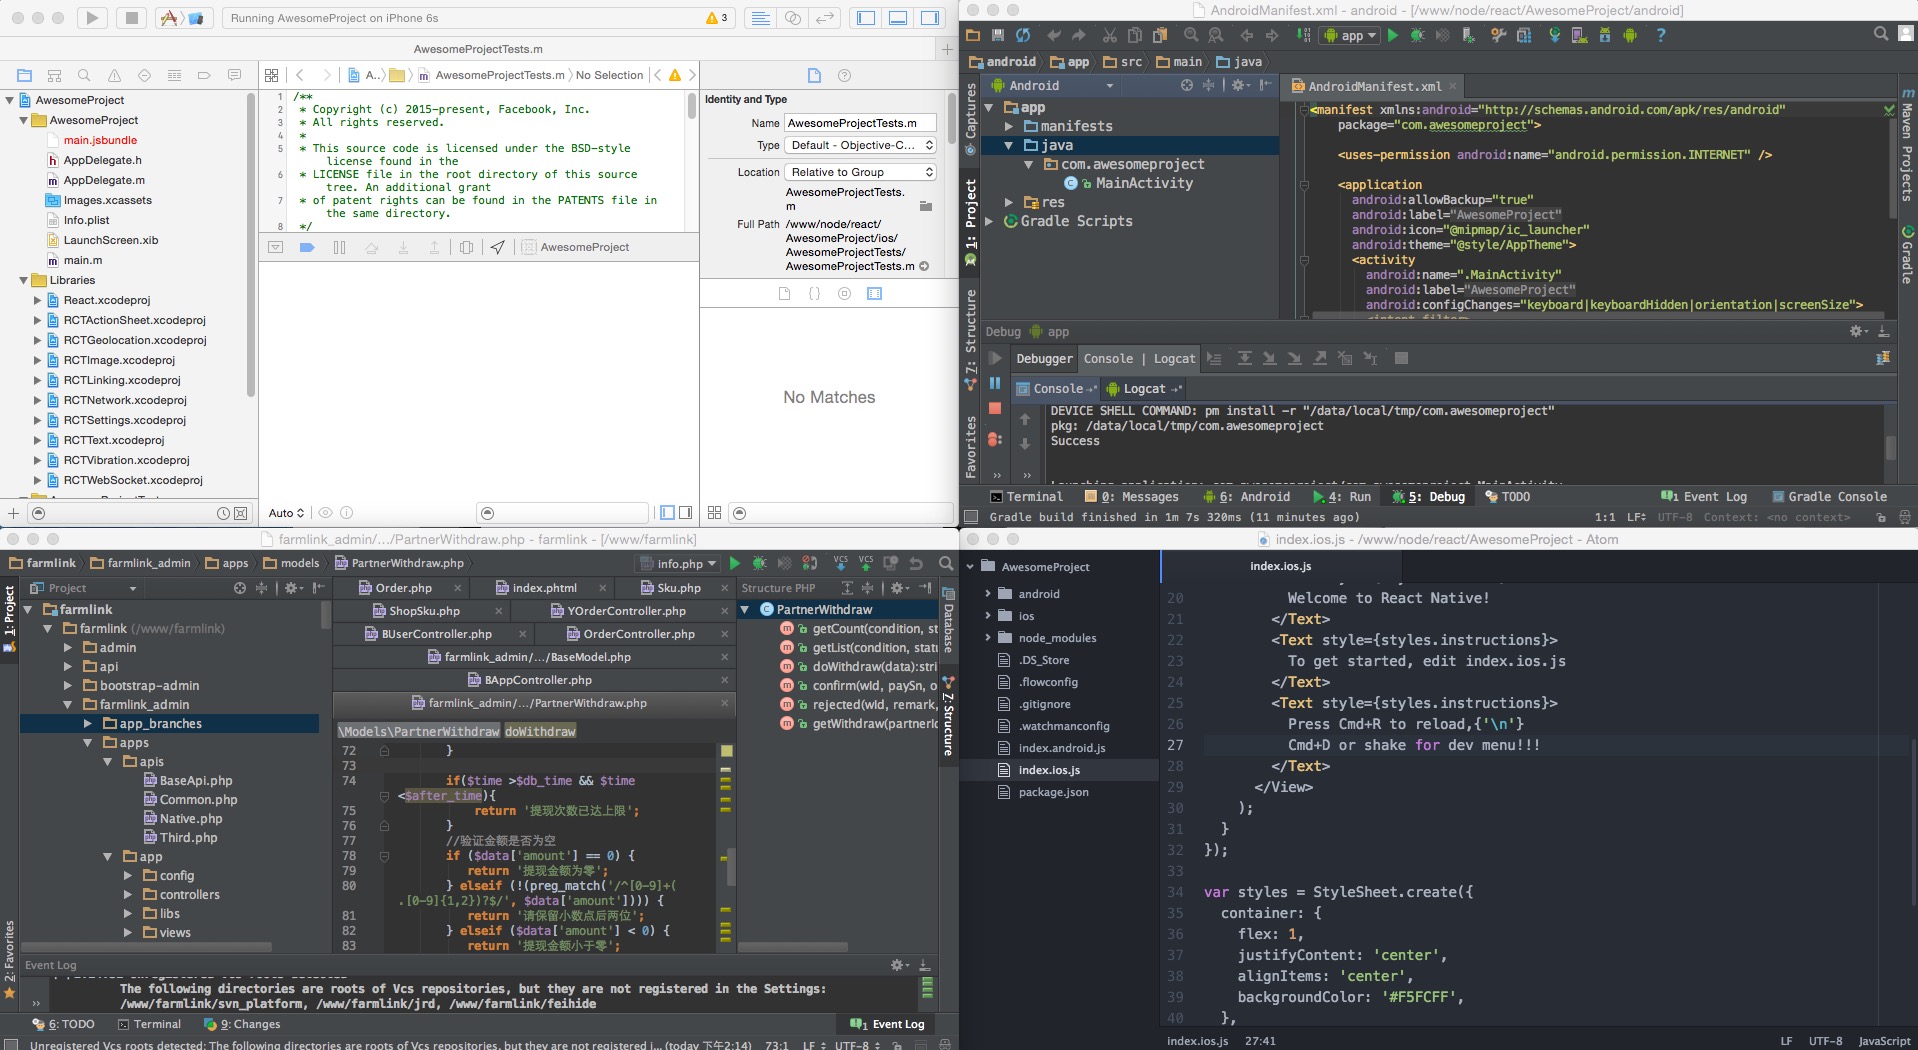 Running AwesomeProject on iPhone 6s
3
AwesomeProjectTests.m
A...
AwesomeProjectTests.m
No Selection
AwesomeProject
AwesomeProject
main.jsbundle
AppDelegate.h
AppDelegate.m
Images.xcassets
Info.plist
LaunchScreen.xib
main.m
Libraries
React.xcodeproj
RCTActionSheet.xcodeproj
RCTGeolocation.xcodeproj
RCTImage.xcodeproj
RCTLinking.xcodeproj
RCTNetwork.xcodeproj
RCTSettings.xcodeproj
RCTText.xcodeproj
RCTVibration.xcodeproj
RCTWebSocket.xcodeproj
1 /**
2 * Copyright (c) 2015-present, Facebook, Inc.
3 * All rights reserved.
4 *
5 * This source code is licensed under the BSD-style
license found in the
6 * LICENSE file in the root directory of this source
tree. An additional grant
7 * of patent rights can be found in the PATENTS file in
the same directory.
8 */
AwesomeProject
Auto
Identity and Type
Name AwesomeProjectTests.m
Type Default - Objective-C...
Location Relative to Group
AwesomeProjectTests.
m
Full Path /www/node/react/
AwesomeProject/ios/
AwesomeProjectTests/
AwesomeProjectTests.m
No Matches
AndroidManifest.xml - android - [/www/node/react/AwesomeProject/android]
app
android
app
src
main
java
Captures
1: Project
7: Structure
Favorites
Android
app
manifests
java
com.awesomeproject
MainActivity
res
Gradle Scripts
AndroidManifest.xml
<manifest xmlns:android="http://schemas.android.com/apk/res/android"
package="com.awesomeproject">
<uses-permission android:name="android.permission.INTERNET" />
<application
android:allowBackup="true"
android:label="AwesomeProject"
android:icon="@mipmap/ic_launcher"
android:theme="@style/AppTheme">
<activity
android:name=".MainActivity"
android:label="AwesomeProject"
android:configChanges="keyboard|keyboardHidden|orientation|screenSize">
<intent-filter>
Maven Projects
Gradle
Debug app
Debugger
Console | Logcat
Console
Logcat
DEVICE SHELL COMMAND: pm install -r "/data/local/tmp/com.awesomeproject"
pkg: /data/local/tmp/com.awesomeproject
Success
Terminal
0: Messages
6: Android
4: Run
5: Debug
TODO
1 Event Log
Gradle Console
Gradle build finished in 1m 7s 320ms (11 minutes ago)
1:1 LF÷ UTF-8 Context: <no context>
farmlink_admin/.../PartnerWithdraw.php - farmlink - [/www/farmlink]
farmlink
farmlink_admin
apps
models
PartnerWithdraw.php
info.php
VCS
VCS
1: Project
2: Favorites
Project
farmlink
farmlink (/www/farmlink)
admin
api
bootstrap-admin
farmlink_admin
app_branches
apps
apis
BaseApi.php
Common.php
Native.php
Third.php
app
config
controllers
libs
views
Order.php
index.phtml
Sku.php
ShopSku.php
YOrderController.php
BUserController.php
OrderController.php
farmlink_admin/.../BaseModel.php
BAppController.php
farmlink_admin/.../PartnerWithdraw.php
\Models\PartnerWithdraw doWithdraw
72 }
73
74 if($time >$db_time && $time
<$after_time){
75 return '提现次数已达上限';
76 }
77 //验证金额是否为空
78 if ($data['amount'] == 0) {
79 return '提现金额为零';
80 } elseif (!(preg_match('/^[0-9]+(
.[0-9]{1,2})?$/', $data['amount']))) {
81 return '请保留小数点后两位';
82 } elseif ($data['amount'] < 0) {
83 return '提现金额小于零';
Structure PHP
PartnerWithdraw
getCount(condition, st
getList(condition, stat
doWithdraw(data):stri
confirm(wId, paySn, o
rejected(wId, remark,
getWithdraw(partnerId
Database
Z: Structure
Event Log
The following directories are roots of Vcs repositories, but they are not registered in the Settings:
/www/farmlink/svn_platform, /www/farmlink/jrd, /www/farmlink/feihide
6: TODO
Terminal
9: Changes
1 Event Log
Unregistered Vcs roots detected: The following directories are roots of Vcs repositories, but they are not registered i... (today 下午2:14) 73:1 LF÷ UTF-8÷
index.ios.js - /www/node/react/AwesomeProject - Atom
AwesomeProject
android
ios
node_modules
.DS_Store
.flowconfig
.gitignore
.watchmanconfig
index.android.js
index.ios.js
package.json
index.ios.js
20 Welcome to React Native!
21 </Text>
22 <Text style={styles.instructions}>
23 To get started, edit index.ios.js
24 </Text>
25 <Text style={styles.instructions}>
26 Press Cmd+R to reload,{'\n'}
27 Cmd+D or shake for dev menu!!!
28 </Text>
29 </View>
30 );
31 }
32 });
33
34 var styles = StyleSheet.create({
35 container: {
36 flex: 1,
37 justifyContent: 'center',
38 alignItems: 'center',
39 backgroundColor: '#F5FCFF',
40 },
index.ios.js 27:41
LF UTF-8 JavaScript